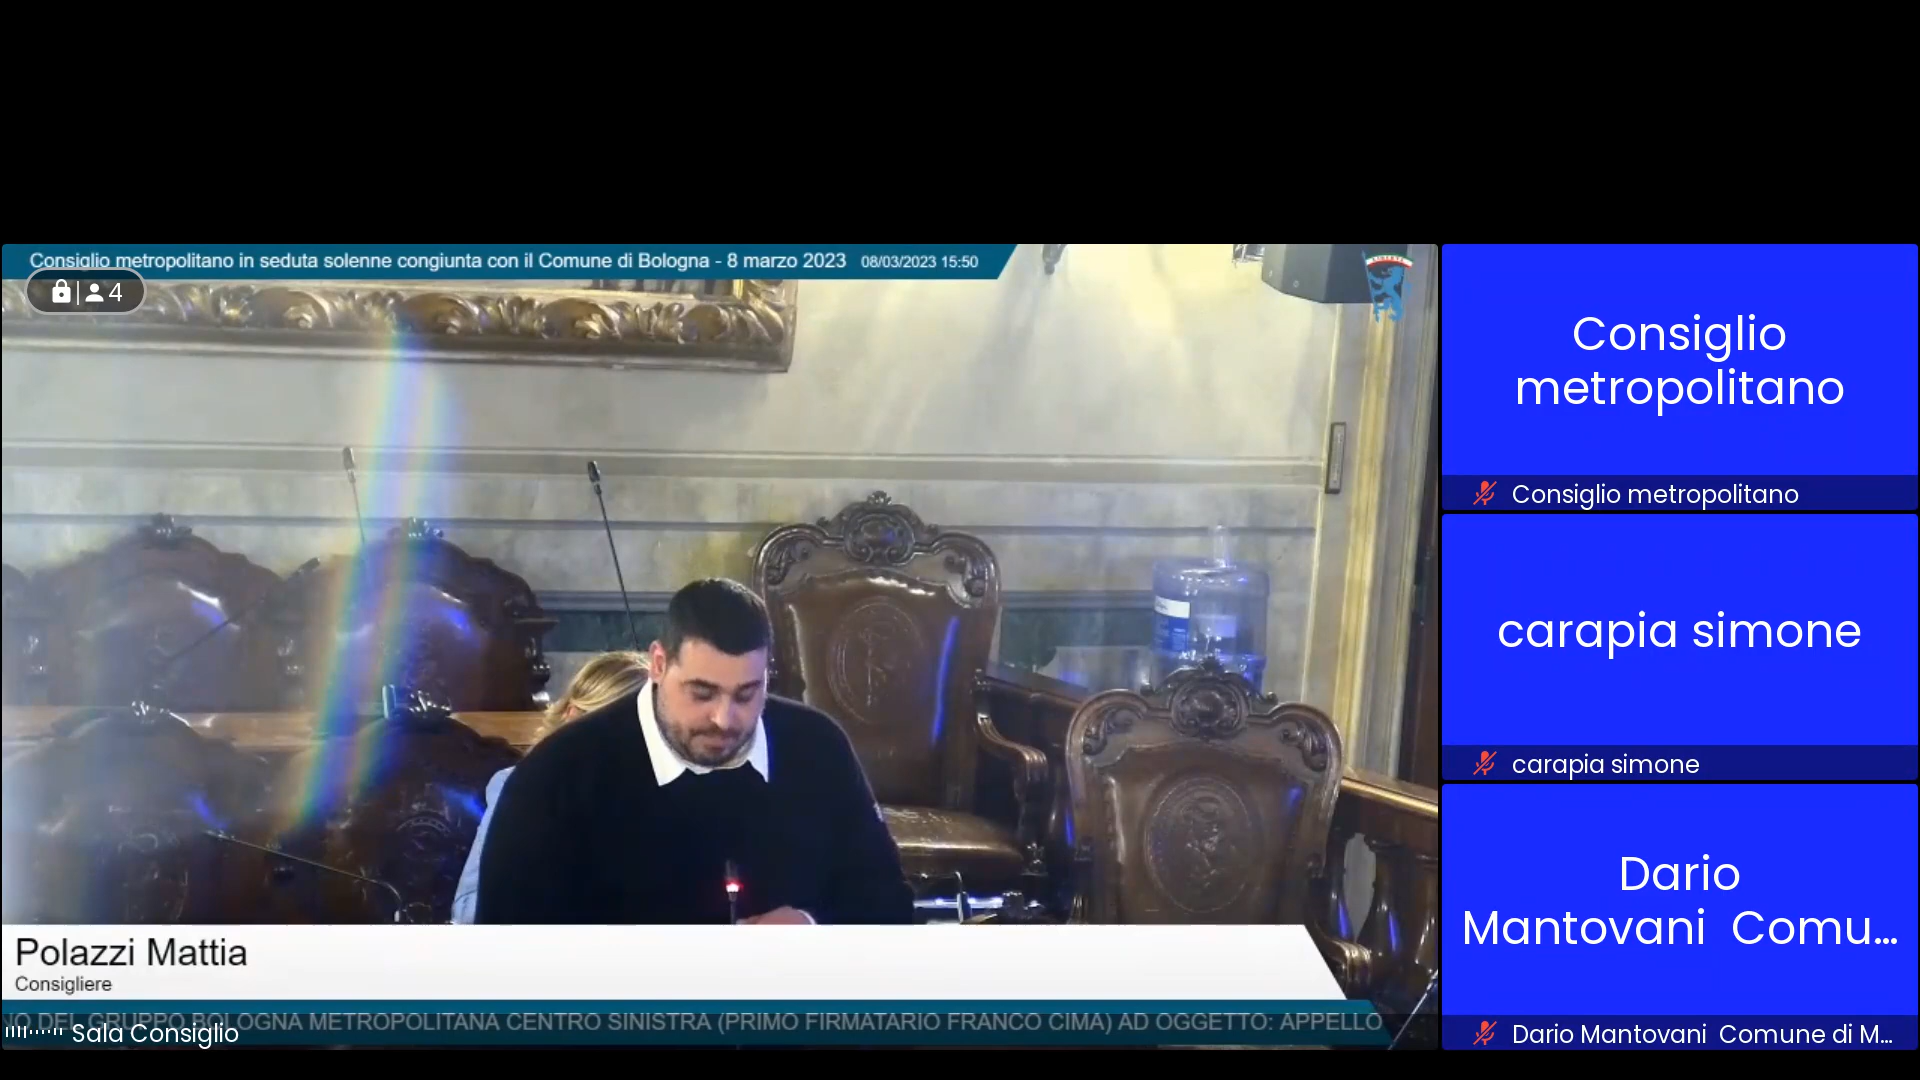 Consiglio metropolitano in seduta solenne congiunta con il Comune di Bologna - 8 marzo 2023 08/03/2023 15:50
4
Polazzi Mattia
Consigliere
NO DEL GRUPPO BOLOGNA METROPOLITANA CENTRO SINISTRA (PRIMO FIRMATARIO FRANCO CIMA) AD OGGETTO: APPELLO
Sala Consiglio
Consiglio
metropolitano
Consiglio metropolitano
carapia simone
carapia simone
Dario
Mantovani Comu...
Dario Mantovani Comune di M...